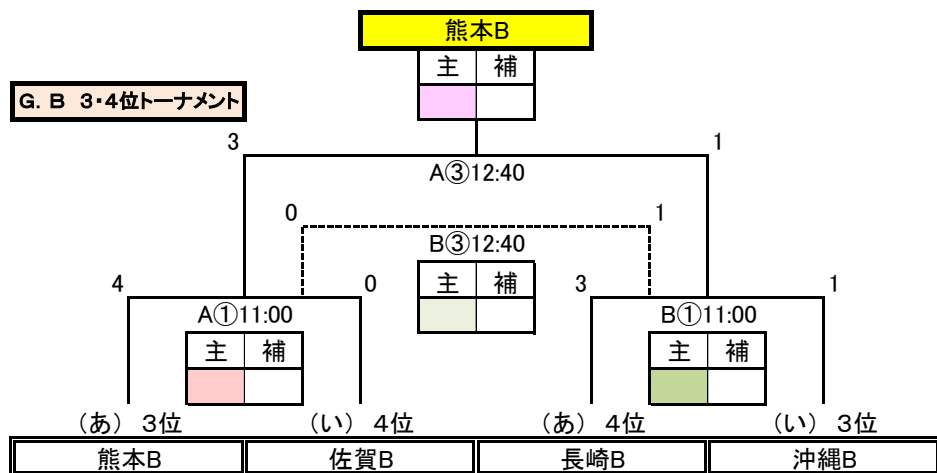 熊本B
主 補
G. B 3・4位トーナメント
3 1
A③12:40
0 1
B③12:40
主 補
4 0 3 1
A①11:00 B①11:00
主 補 主 補
(あ) 3位 (い) 4位 (あ) 4位 (い) 3位
熊本B 佐賀B 長崎B 沖縄B